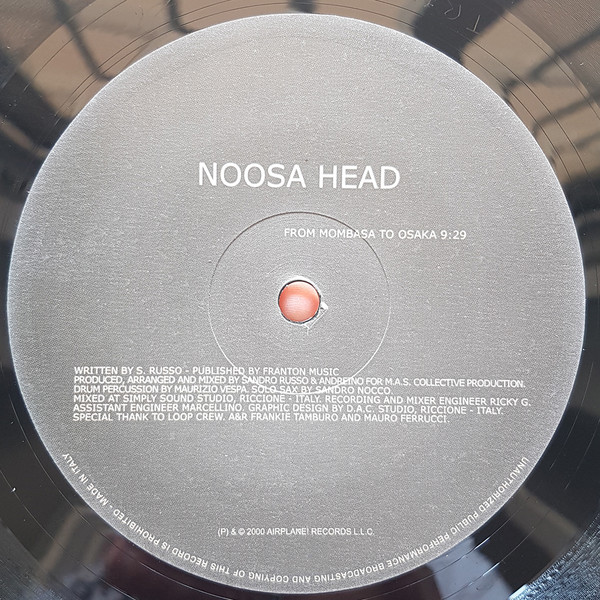 NOOSA HEAD
FROM MOMBASA TO OSAKA 9:29
WRITTEN BY S. RUSSO - PUBLISHED BY FRANTON MUSIC
PRODUCED, ARRANGED AND MIXED BY SANDRO RUSSO & ANDREINO FOR M.A.S. COLLECTIVE PRODUCTION.
DRUM PERCUSSION BY MAURIZIO VESPA. SOLO SAX BY SANDRO NOCCO.
MIXED AT SIMPLY SOUND STUDIO, RICCIONE - ITALY. RECORDING AND MIXER ENGINEER RICKY G.
ASSISTANT ENGINEER MARCELLINO. GRAPHIC DESIGN BY D.A.C. STUDIO, RICCIONE - ITALY.
SPECIAL THANK TO LOOP CREW. A&R FRANKIE TAMBURO AND MAURO FERRUCCI.
(P) & © 2000 AIRPLANE! RECORDS L.L.C.
UNAUTHORIZED PUBLIC PERFORMANCE BROADCASTING AND COPYING OF THIS RECORD IS PROHIBITED - MADE IN ITALY